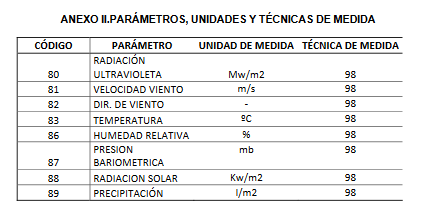 ANEXO II.PARÁMETROS, UNIDADES Y TÉCNICAS DE MEDIDA
CÓDIGO PARÁMETRO UNIDAD DE MEDIDA TÉCNICA DE MEDIDA
RADIACIÓN
80 ULTRAVIOLETA Mw/m2 98
81 VELOCIDAD VIENTO m/s 98
82 DIR. DE VIENTO - 98
83 TEMPERATURA ºC 98
86 HUMEDAD RELATIVA % 98
PRESION mb 98
87 BARIOMETRICA
88 RADIACION SOLAR Kw/m2 98
89 PRECIPITACIÓN l/m2 98